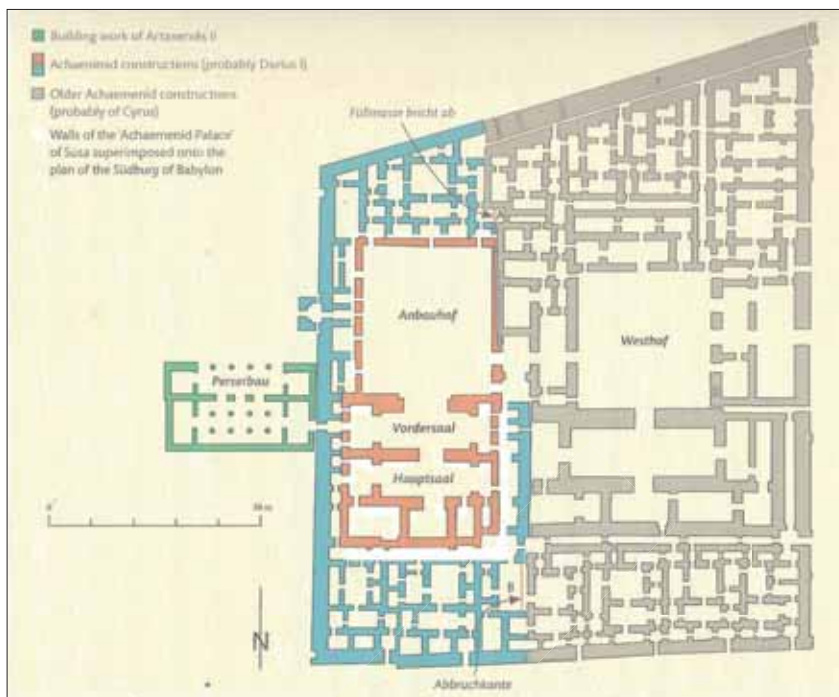 Building work of Artaxerxes II
Achaemenid constructions (probably Darius I)
Older Achaemenid constructions
(probably of Cyrus)
Walls of the 'Achaemenid Palace'
of Susa superimposed onto the
plan of the Südburg of Babylon
Füllmauer bricht ab
Anbauhof
Westhof
Perserbau
Vordersaal
Hauptsaal
0
B
N
Abbruchkante